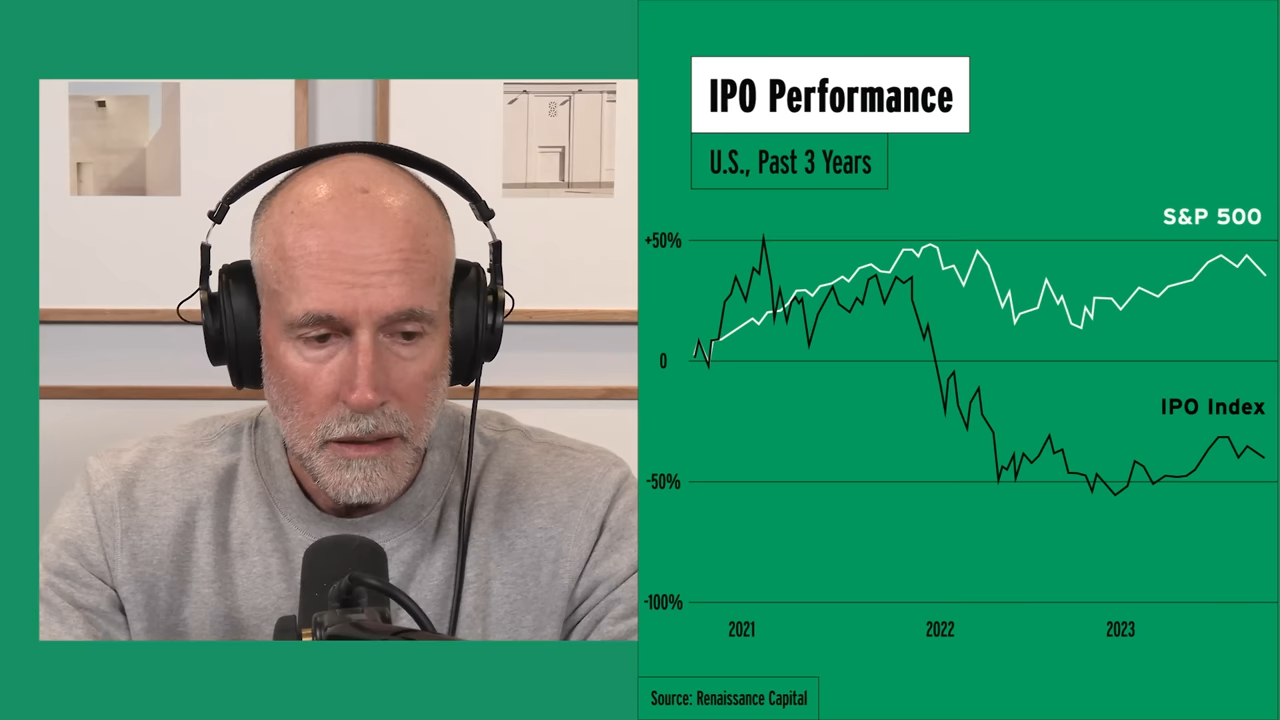 IPO Performance
U.S., Past 3 Years
S&P 500
+50%
0
IPO Index
-50%
-100%
2021 2022 2023
Source: Renaissance Capital